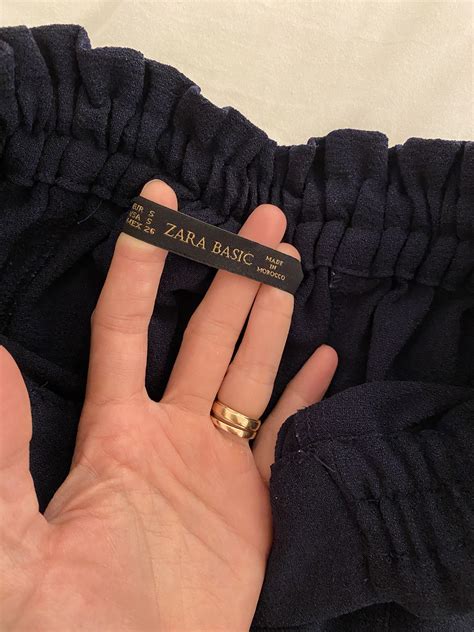 EUR S
USA S
MEX 26
ZARA BASIC
MADE
IN
MOROCCO